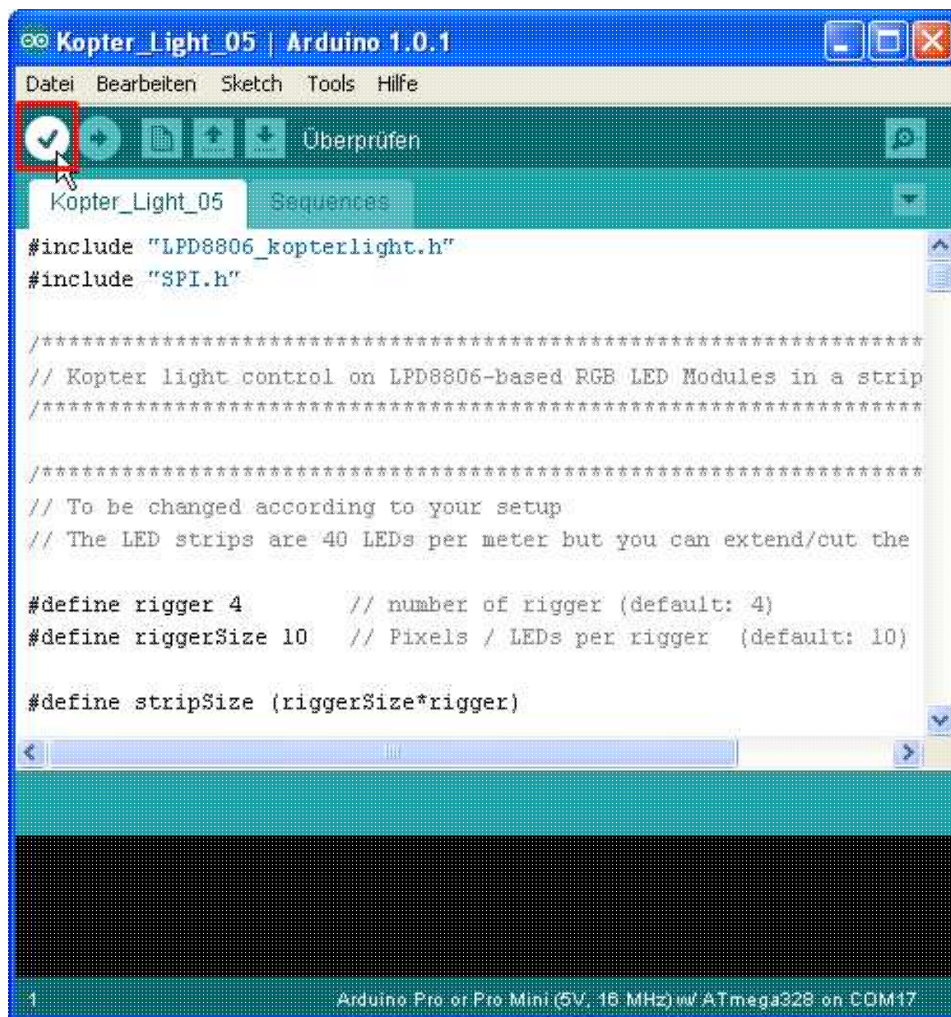 Kopter_Light_05 | Arduino 1.0.1
Datei Bearbeiten Sketch Tools Hilfe
Überprüfen
Kopter_Light_05 Sequences
#include "LPD8806_kopterlight.h"
#include "SPI.h"
/*******************************************************************
// Kopter light control on LPD8806-based RGB LED Modules in a strip
/*******************************************************************
/*******************************************************************
// To be changed according to your setup
// The LED strips are 40 LEDs per meter but you can extend/cut the
#define rigger 4 // number of rigger (default: 4)
#define riggerSize 10 // Pixels / LEDs per rigger (default: 10)
#define stripSize (riggerSize*rigger)
1 Arduino Pro or Pro Mini (5V, 16 MHz) w/ ATmega328 on COM17